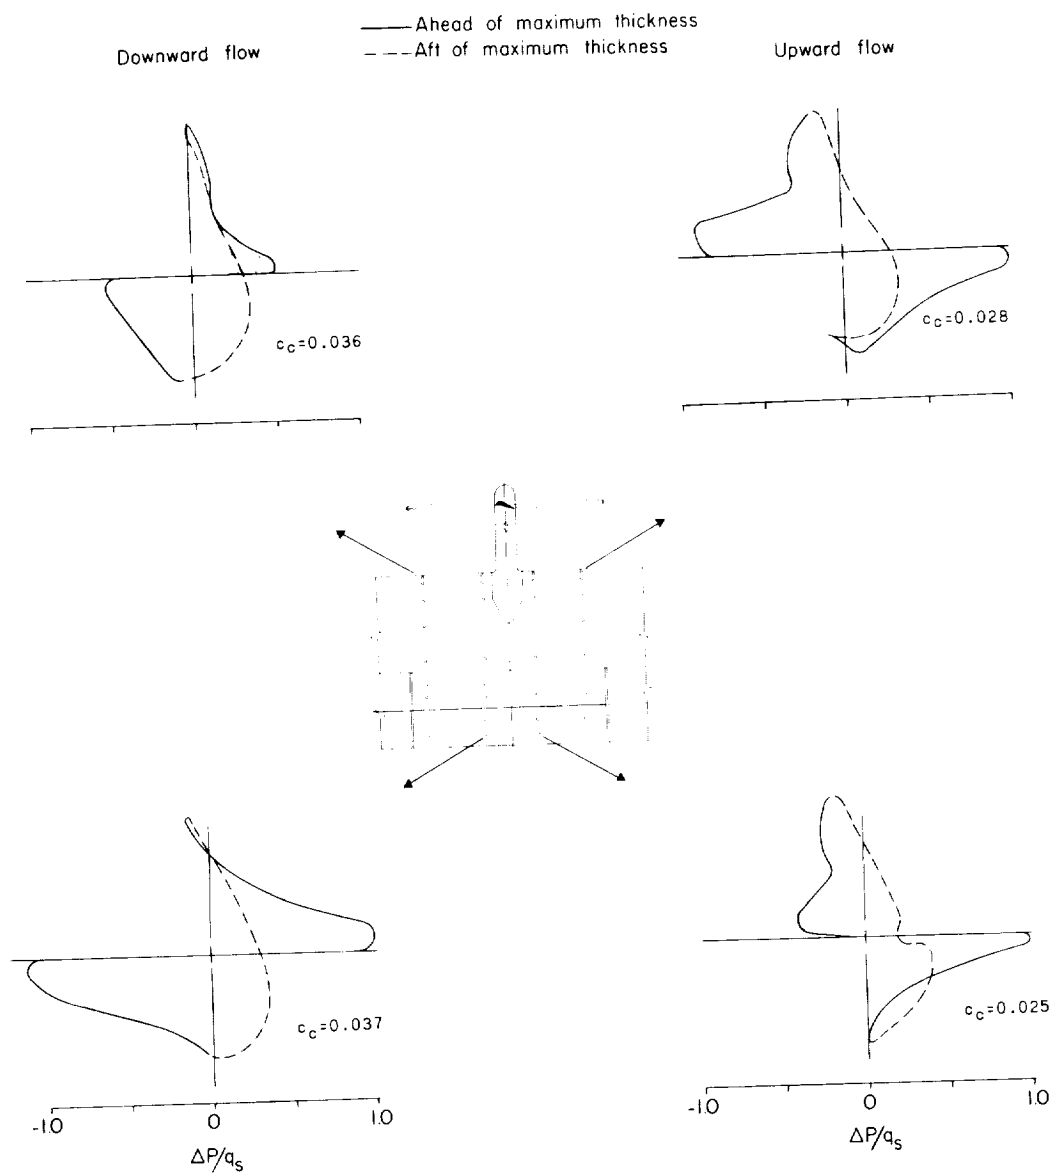 Ahead of maximum thickness
Aft of maximum thickness
Downward flow
Upward flow
c_c=0.036
c_c=0.028
c_c=0.037
c_c=0.025
-1.0 0 1.0
ΔP/q_s
-1.0 0 1.0
ΔP/q_s